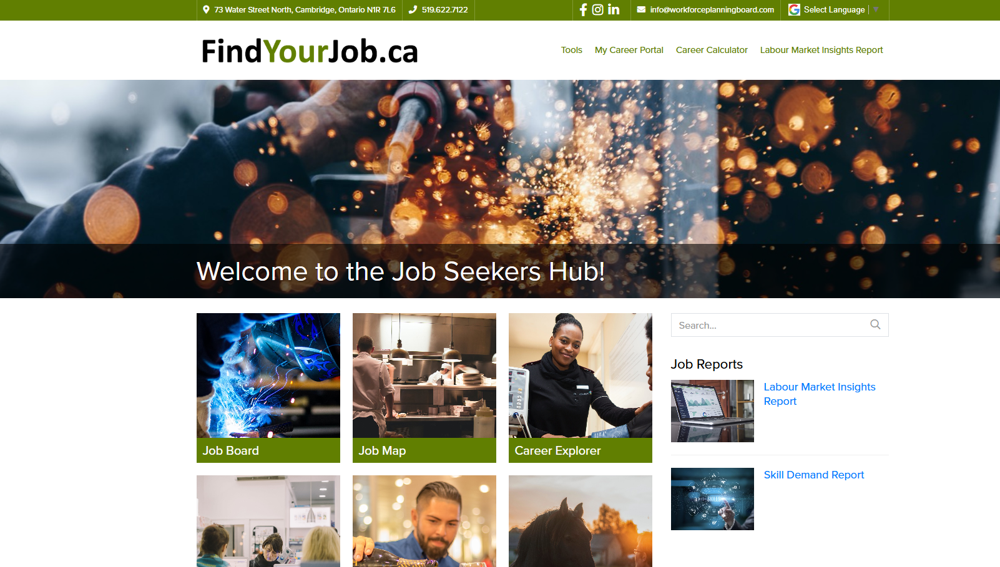 73 Water Street North, Cambridge, Ontario N1R 7L6
519.622.7122
info@workforceplanningboard.com
Select Language
FindYourJob.ca
Tools
My Career Portal
Career Calculator
Labour Market Insights Report
Welcome to the Job Seekers Hub!
Search...
Job Reports
Labour Market Insights
Report
SKILLS
Skill Demand Report
Job Board
Job Map
Career Explorer